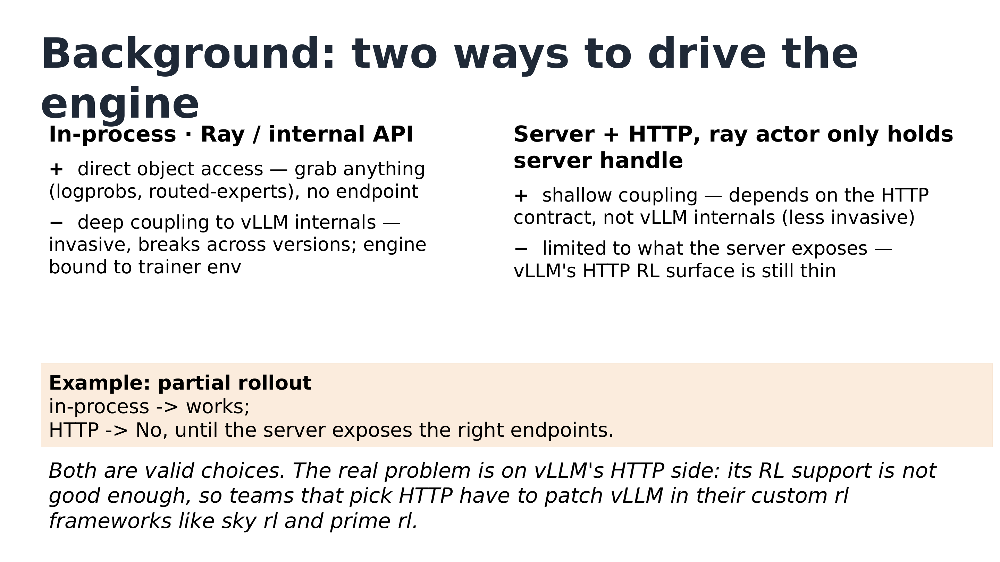 Background: two ways to drive the
engine
In-process · Ray / internal API
+ direct object access — grab anything
(logprobs, routed-experts), no endpoint
− deep coupling to vLLM internals —
invasive, breaks across versions; engine
bound to trainer env
Server + HTTP, ray actor only holds
server handle
+ shallow coupling — depends on the HTTP
contract, not vLLM internals (less invasive)
− limited to what the server exposes —
vLLM's HTTP RL surface is still thin
Example: partial rollout
in-process -> works;
HTTP -> No, until the server exposes the right endpoints.
Both are valid choices. The real problem is on vLLM's HTTP side: its RL support is not
good enough, so teams that pick HTTP have to patch vLLM in their custom rl
frameworks like sky rl and prime rl.